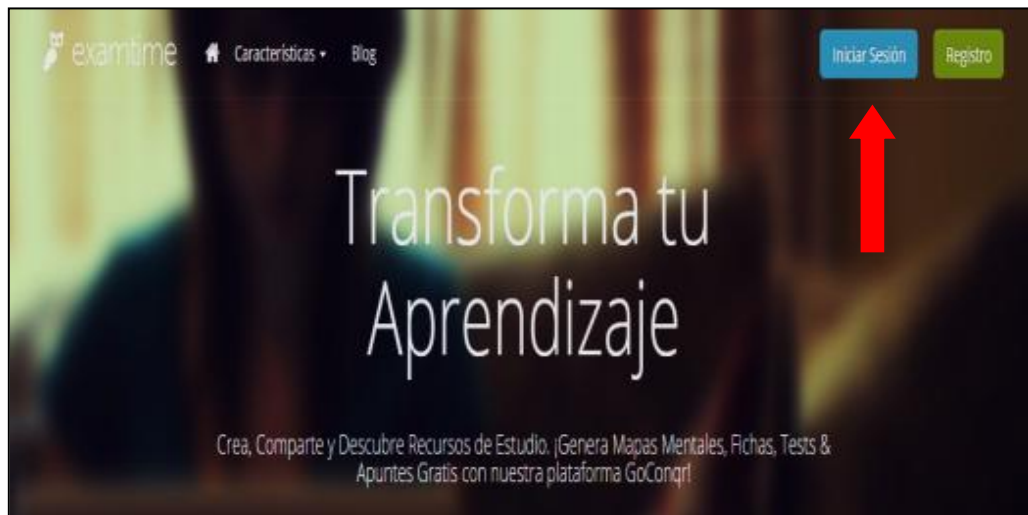 examtime Características Blog Iniciar Sesión Registro
Transforma tu
Aprendizaje
Crea, Comparte y Descubre Recursos de Estudio. ¡Genera Mapas Mentales, Fichas, Tests &
Apuntes Gratis con nuestra plataforma GoConqr!